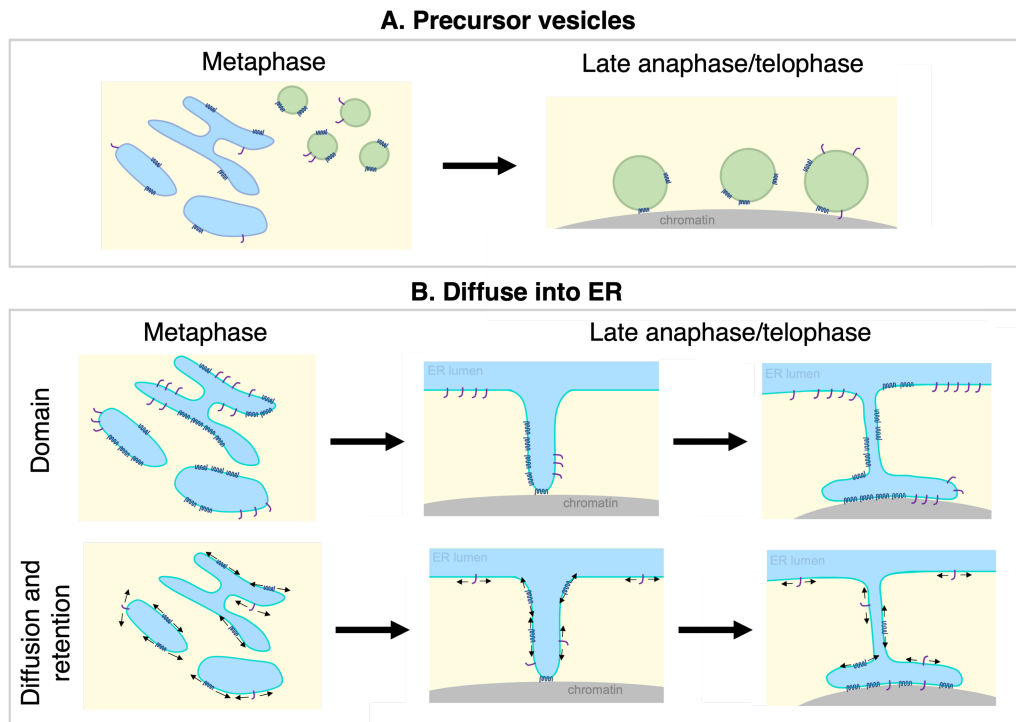 A. Precursor vesicles
Metaphase
Late anaphase/telophase
chromatin
B. Diffuse into ER
Metaphase
Late anaphase/telophase
Domain
ER lumen
chromatin
ER lumen
Diffusion and
retention
ER lumen
chromatin
ER lumen